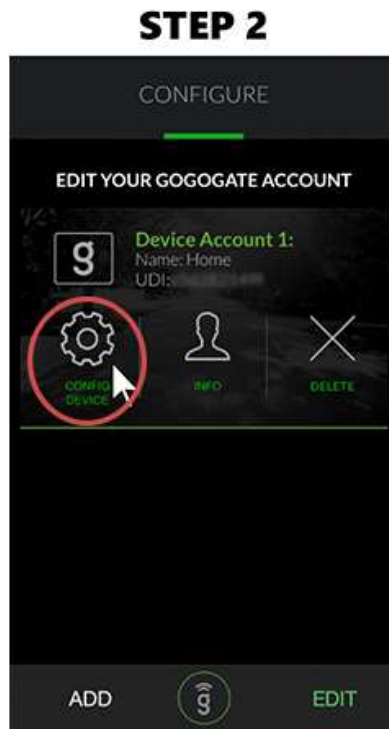 STEP 2
CONFIGURE
EDIT YOUR GOGOGATE ACCOUNT
g
Device Account 1:
Name: Home
UDI:
CONFIG
DEVICE
INFO
DELETE
ADD
g
EDIT